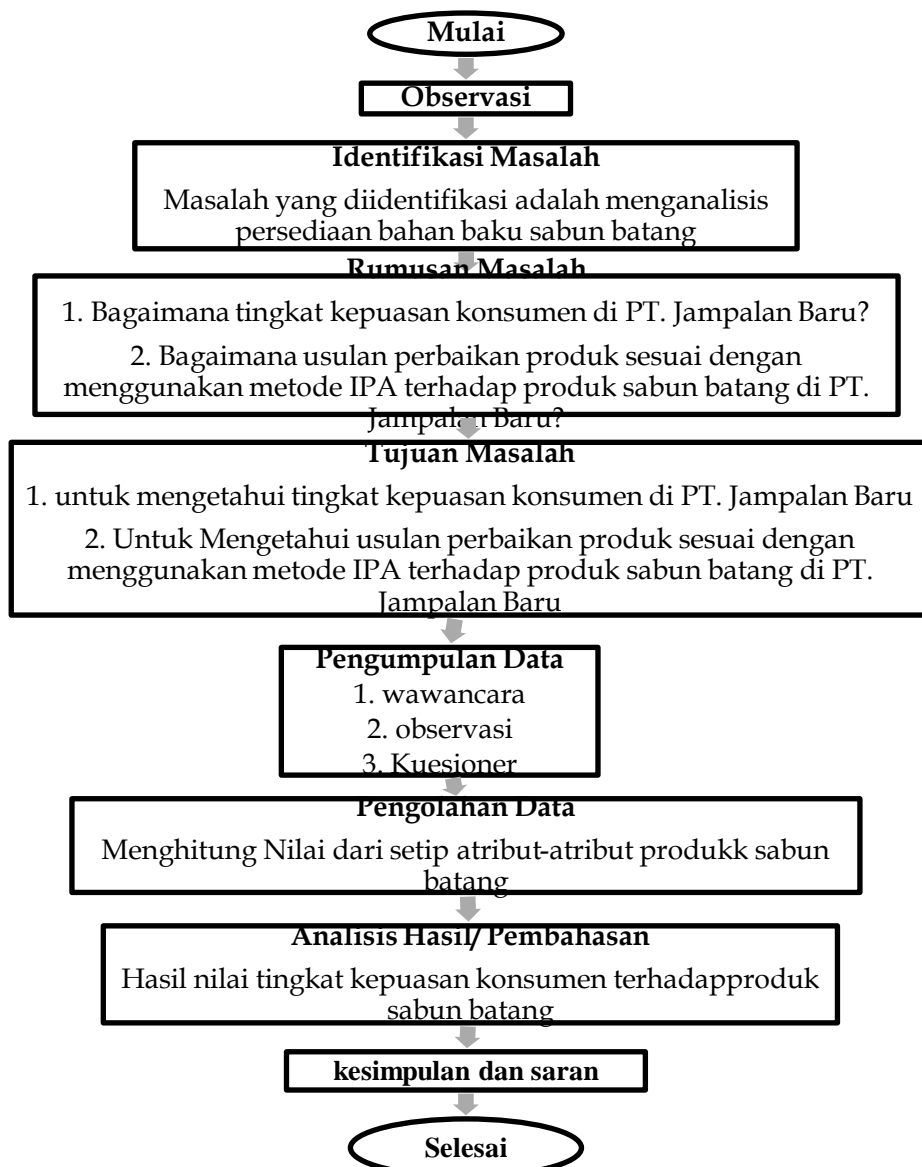 Mulai
Observasi
Identifikasi Masalah
Masalah yang diidentifikasi adalah menganalisis
persediaan bahan baku sabun batang
Rumusan Masalah
1. Bagaimana tingkat kepuasan konsumen di PT. Jampalan Baru?
2. Bagaimana usulan perbaikan produk sesuai dengan
menggunakan metode IPA terhadap produk sabun batang di PT.
Jampalan Baru?
Tujuan Masalah
1. untuk mengetahui tingkat kepuasan konsumen di PT. Jampalan Baru
2. Untuk Mengetahui usulan perbaikan produk sesuai dengan
menggunakan metode IPA terhadap produk sabun batang di PT.
Jampalan Baru
Pengumpulan Data
1. wawancara
2. observasi
3. Kuesioner
Pengolahan Data
Menghitung Nilai dari setip atribut-atribut produkk sabun
batang
Analisis Hasil/ Pembahasan
Hasil nilai tingkat kepuasan konsumen terhadapproduk
sabun batang
kesimpulan dan saran
Selesai